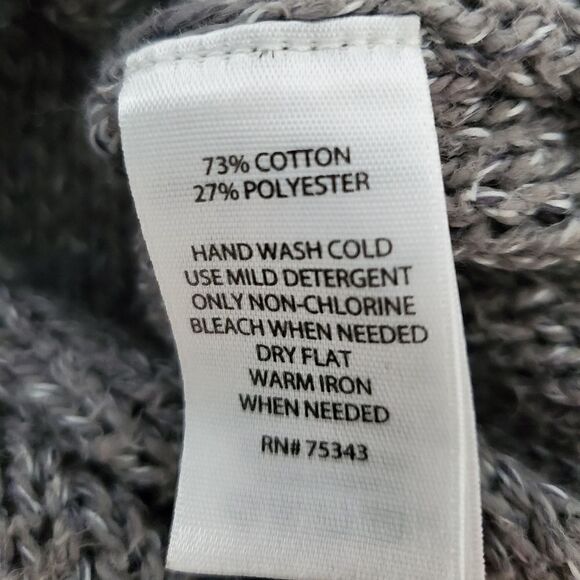 73% COTTON
27% POLYESTER
HAND WASH COLD
USE MILD DETERGENT
ONLY NON-CHLORINE
BLEACH WHEN NEEDED
DRY FLAT
WARM IRON
WHEN NEEDED
RN# 75343